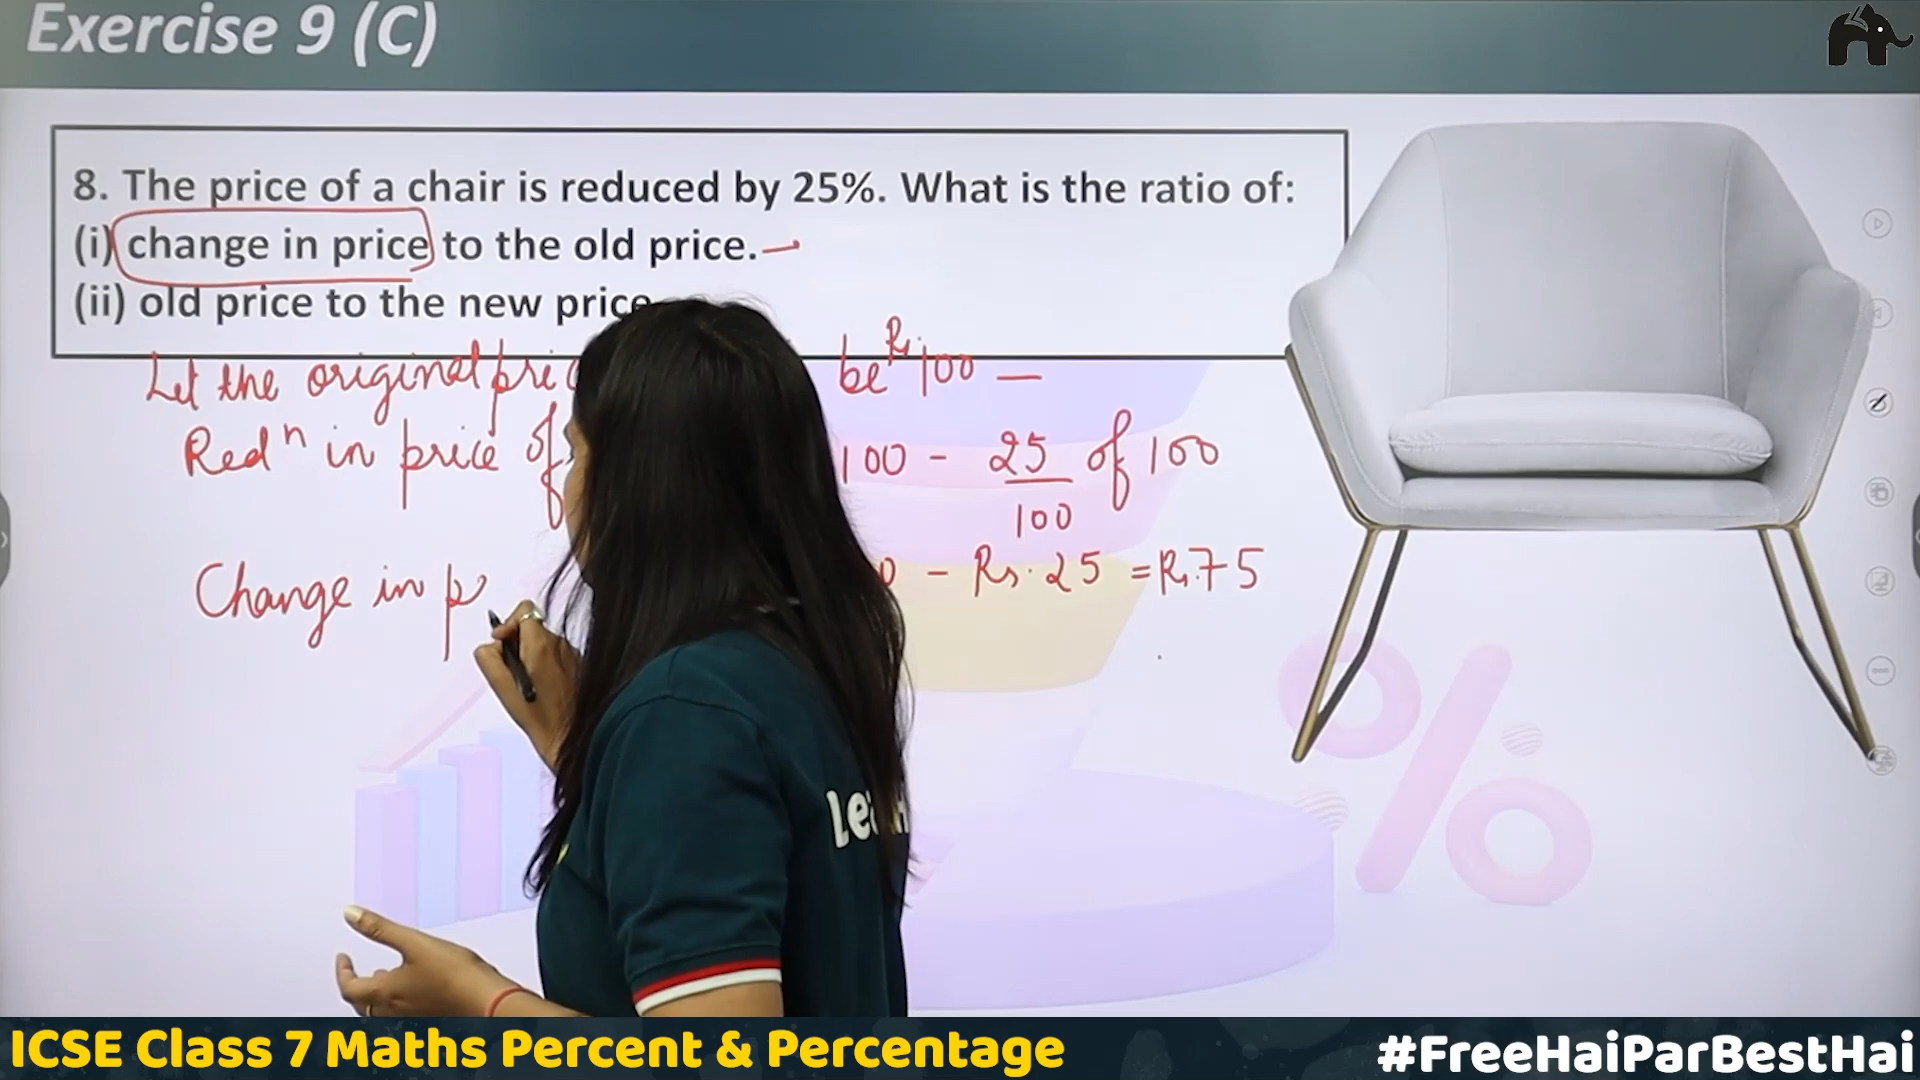 Exercise 9 (C)
8. The price of a chair is reduced by 25%. What is the ratio of:
(i) change in price to the old price.
(ii) old price to the new price
Let the original pric be Rs. 100 —
Redⁿ in price of 100 - 25/100 of 100
0 - Rs. 25 = Rs. 75
Change in p
ICSE Class 7 Maths Percent & Percentage
#FreeHaiParBestHai